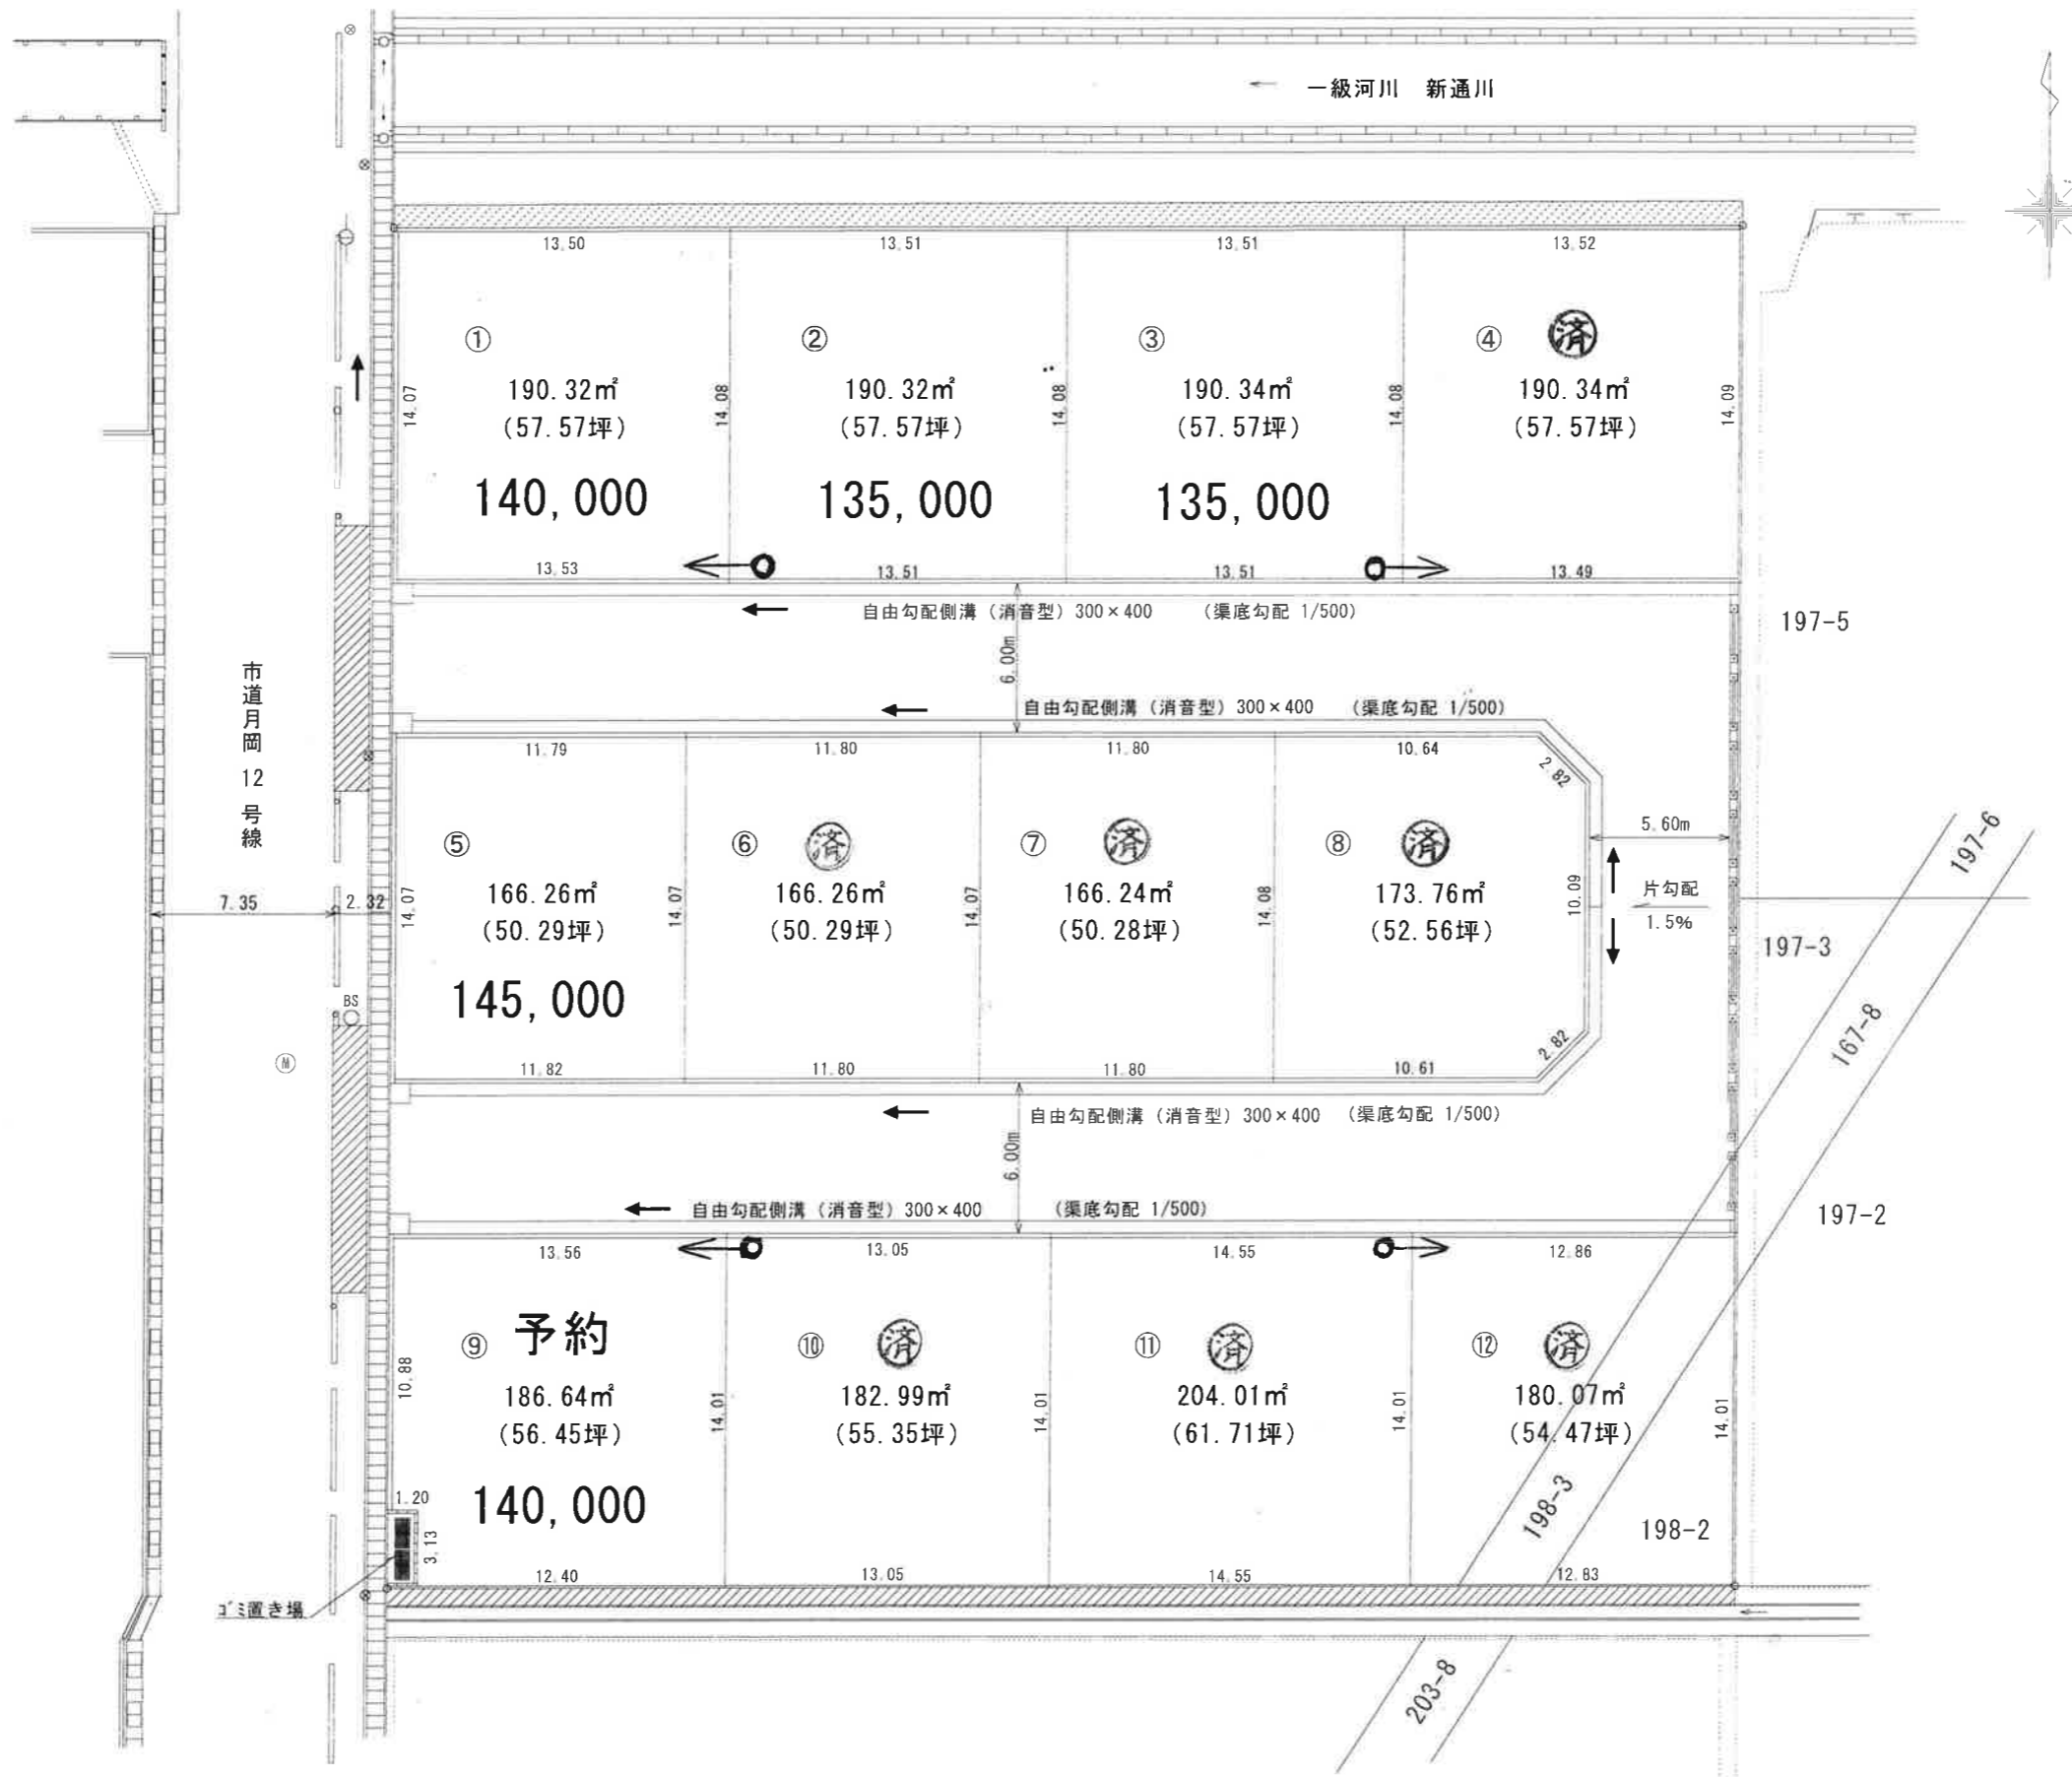 一級河川　新通川
13.50
13.51
13.51
13.52
①
②
③
④ 済
14.07
190.32㎡
(57.57坪)
140,000
14.08
190.32㎡
(57.57坪)
135,000
14.08
190.34㎡
(57.57坪)
135,000
14.08
190.34㎡
(57.57坪)
14.09
13.53
13.51
13.51
13.49
自由勾配側溝（消音型）300×400　（渠底勾配 1/500）
197-5
6.00m
市道月岡12号線
自由勾配側溝（消音型）300×400　（渠底勾配 1/500）
11.79
11.80
11.80
10.64
2.82
⑤
⑥ 済
⑦ 済
⑧ 済
5.60m
197-6
7.35
2.32
14.07
166.26㎡
(50.29坪)
145,000
14.07
166.26㎡
(50.29坪)
14.07
166.24㎡
(50.28坪)
14.08
173.76㎡
(52.56坪)
10.09
片勾配
1.5%
197-3
167-8
BS
2.82
11.82
11.80
11.80
10.61
自由勾配側溝（消音型）300×400　（渠底勾配 1/500）
6.00m
自由勾配側溝（消音型）300×400　（渠底勾配 1/500）
197-2
13.56
13.05
14.55
12.86
⑨ 予約
⑩ 済
⑪ 済
⑫ 済
10.88
186.64㎡
(56.45坪)
140,000
14.01
182.99㎡
(55.35坪)
14.01
204.01㎡
(61.71坪)
14.01
180.07㎡
(54.47坪)
14.01
1.20
3.13
198-3
198-2
12.40
13.05
14.55
12.83
ｺﾞﾐ置き場
203-8